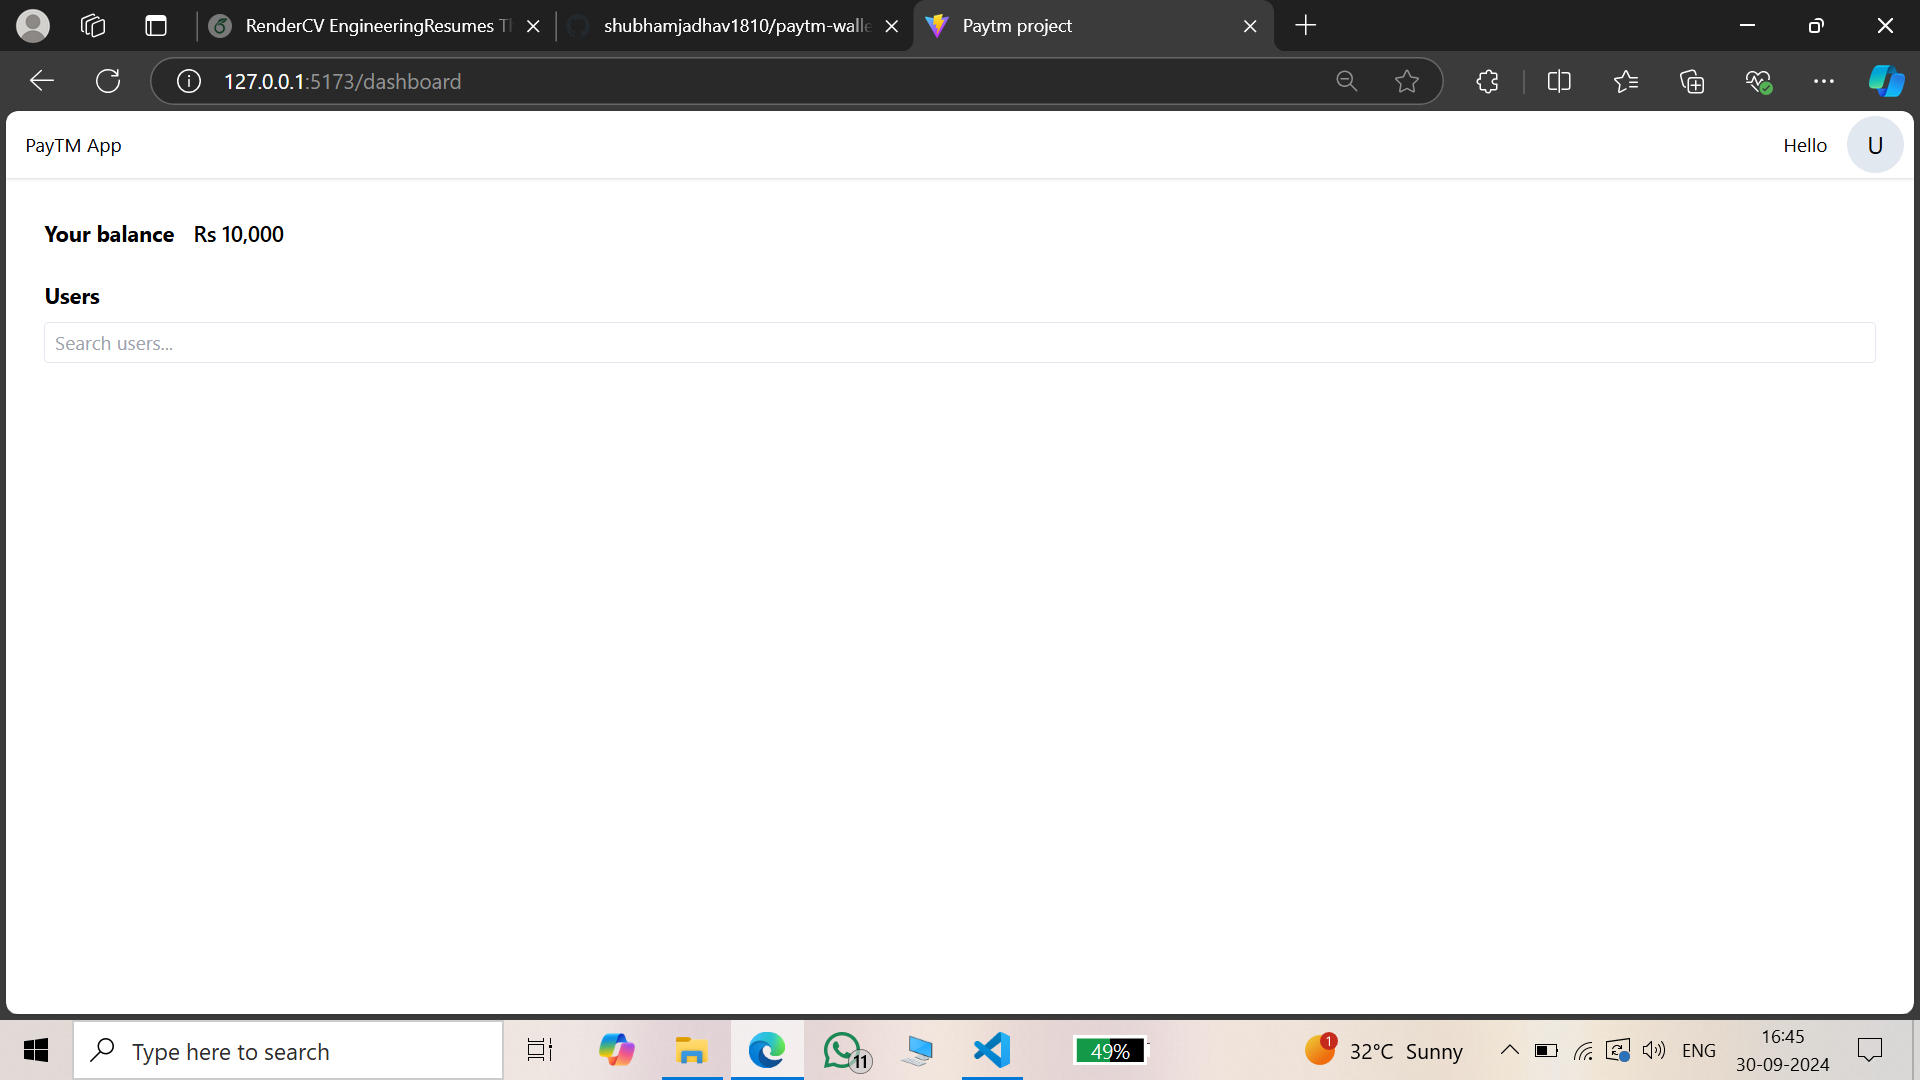 RenderCV EngineeringResumes Th
shubhamjadhav1810/paytm-walle
Paytm project
127.0.0.1:5173/dashboard
PayTM App
Hello
U
Your balance Rs 10,000
Users
Search users...
Type here to search
11
49%
1
32°C Sunny
ENG
16:45
30-09-2024